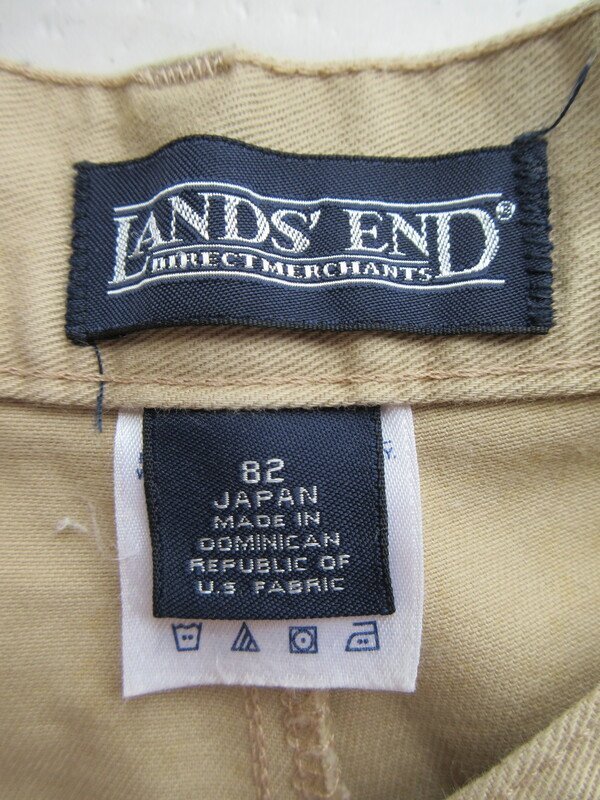 LANDS' END®
DIRECT MERCHANTS
82
JAPAN
MADE IN
DOMINICAN
REPUBLIC OF
U.S. FABRIC